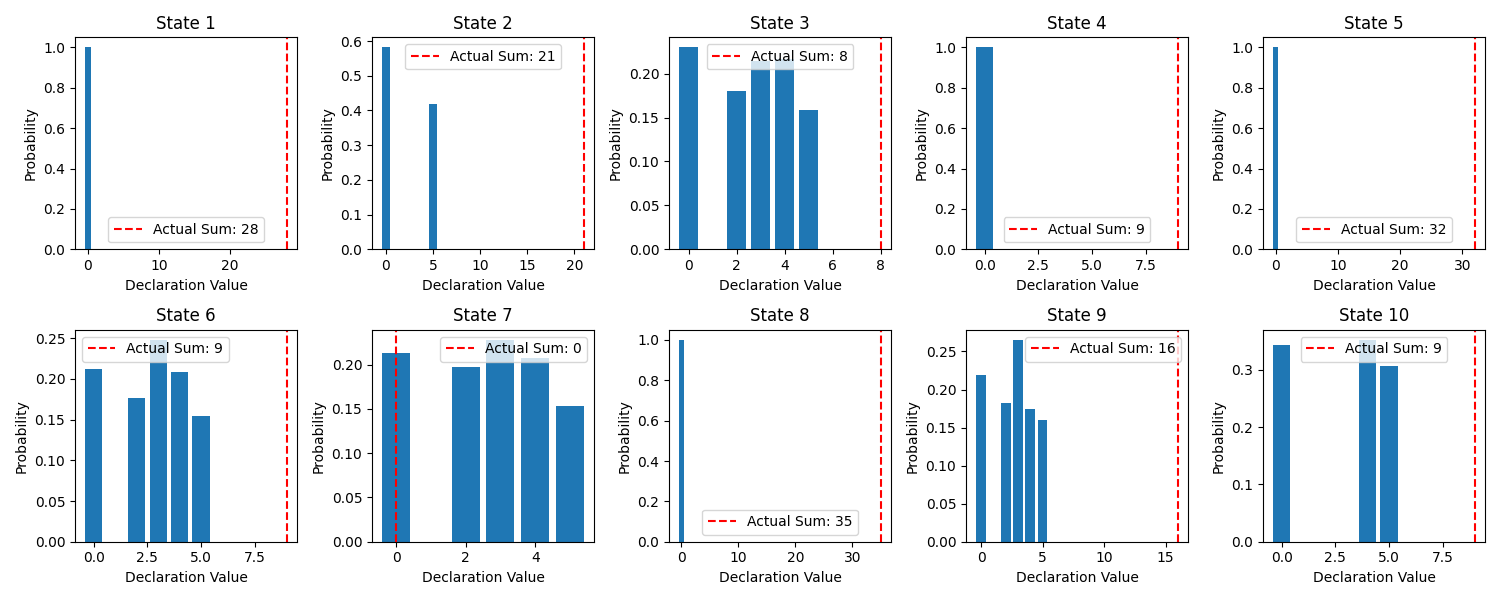 State 1
Probability
1.0
0.8
0.6
0.4
0.2
0.0
Actual Sum: 28
0 10 20
Declaration Value
State 2
Probability
0.6
0.5
0.4
0.3
0.2
0.1
0.0
Actual Sum: 21
0 5 10 15 20
Declaration Value
State 3
Probability
0.20
0.15
0.10
0.05
0.00
Actual Sum: 8
0 2 4 6 8
Declaration Value
State 4
Probability
1.0
0.8
0.6
0.4
0.2
0.0
Actual Sum: 9
0.0 2.5 5.0 7.5
Declaration Value
State 5
Probability
1.0
0.8
0.6
0.4
0.2
0.0
Actual Sum: 32
0 10 20 30
Declaration Value
State 6
Probability
0.25
0.20
0.15
0.10
0.05
0.00
Actual Sum: 9
0.0 2.5 5.0 7.5
Declaration Value
State 7
Probability
0.20
0.15
0.10
0.05
0.00
Actual Sum: 0
0 2 4
Declaration Value
State 8
Probability
1.0
0.8
0.6
0.4
0.2
0.0
Actual Sum: 35
0 10 20 30
Declaration Value
State 9
Probability
0.25
0.20
0.15
0.10
0.05
0.00
Actual Sum: 16
0 5 10 15
Declaration Value
State 10
Probability
0.3
0.2
0.1
0.0
Actual Sum: 9
0.0 2.5 5.0 7.5
Declaration Value